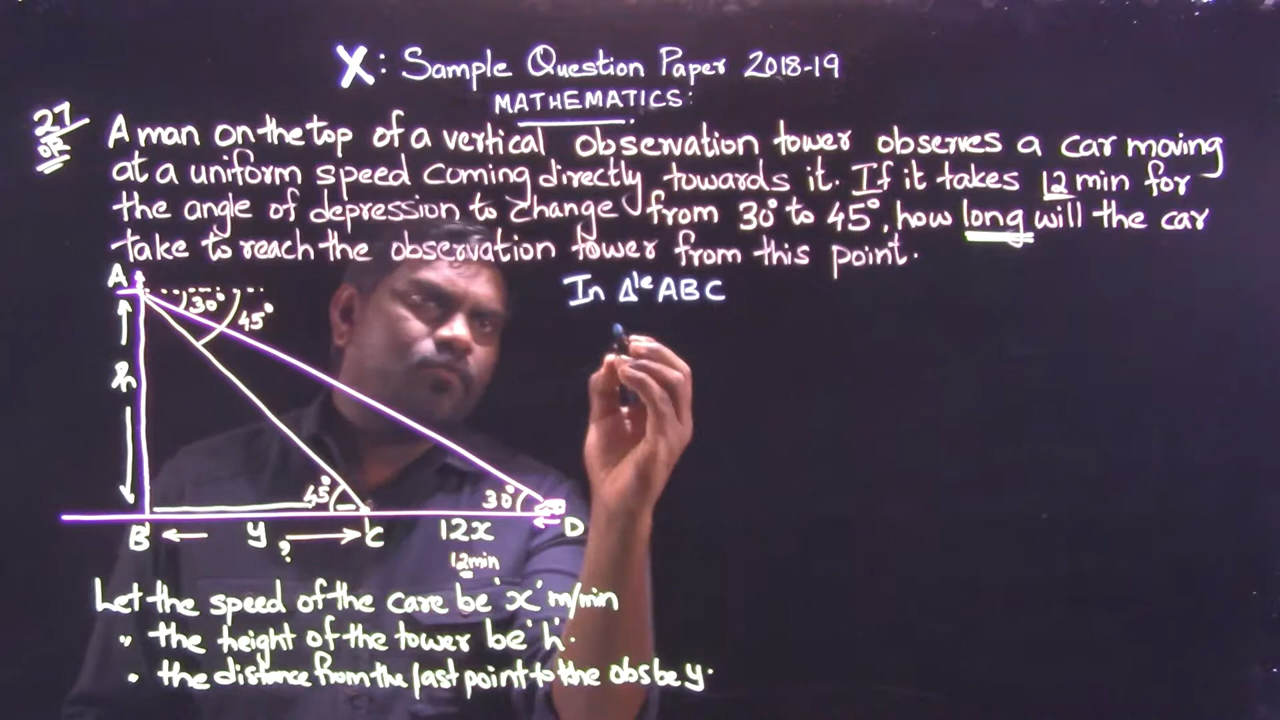 X: Sample Question Paper 2018-19
MATHEMATICS:
27
OR
A man on the top of a vertical observation tower observes a car moving
at a uniform speed coming directly towards it. If it takes 12 min for
the angle of depression to change from 30° to 45°, how long will the car
take to reach the observation tower from this point.
A
30°
45°
In Δle ABC
h
45°
30°
B ← y → C 12x D
?
12min
Let the speed of the care be 'x' m/min
" the height of the tower be 'h'.
" the distance from the last point to the obs be y.